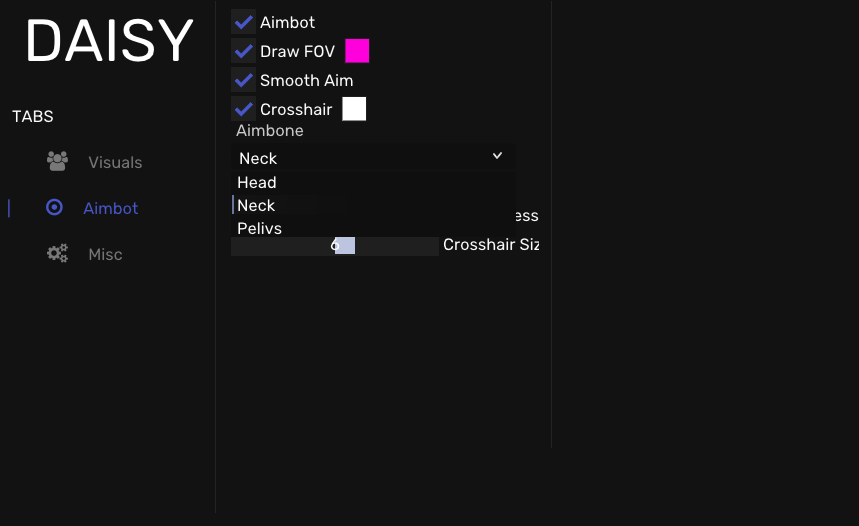 DAISY
TABS
Visuals
Aimbot
Misc
Aimbot
Draw FOV
Smooth Aim
Crosshair
Aimbone
Neck
Head
Neck
Pelivs
ess
6
Crosshair Siz